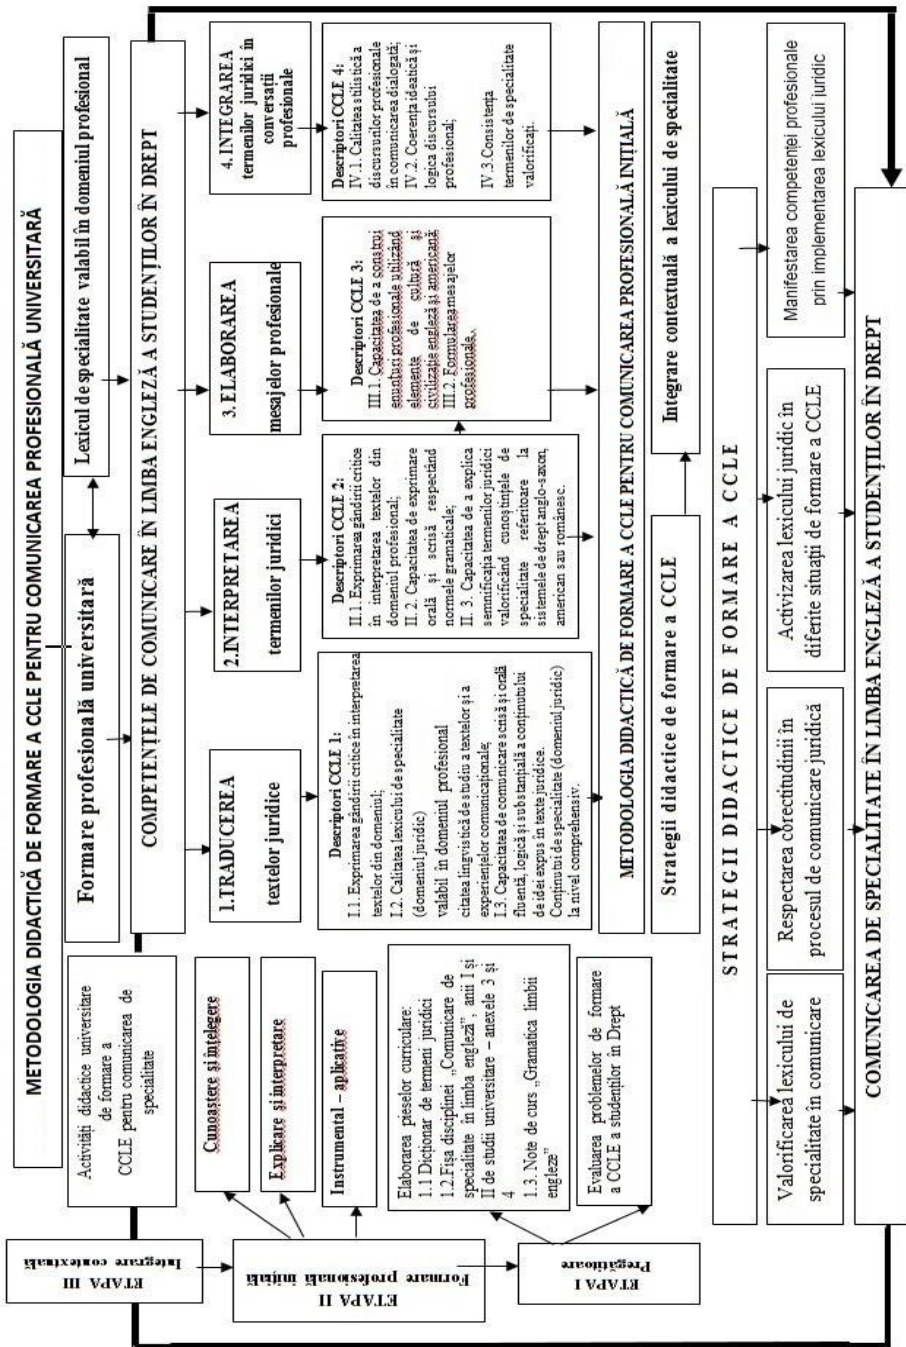 METODOLOGIA DIDACTICĂ DE FORMARE A CCLE PENTRU COMUNICAREA PROFESIONALĂ UNIVERSITARĂ
Activități didactice universitare
de formare a
CCLE pentru comunicarea de
specialitate
Formare profesională universitară
Lexicul de specialitate valabil în domeniul profesional
COMPETENȚELE DE COMUNICARE ÎN LIMBA ENGLEZĂ A STUDENȚILOR ÎN DREPT
ETAPA III
Integrare contextuală
ETAPA II
Formare profesională inițială
ETAPA I
Pregătitoare
Cunoaștere și înțelegere
Explicare și interpretare
Instrumental – aplicative
Elaborarea pieselor curriculare:
1.1 Dicționar de termeni juridici
1.2.Fișa disciplinei „Comunicare de
specialitate în limba engleză”, anii I și
II de studii universitare – anexele 3 și
4
1.3. Note de curs „Gramatica limbii
engleze”
Evaluarea problemelor de formare
a CCLE a studenților în Drept
1.TRADUCEREA
textelor juridice
2.INTERPRETAREA
termenilor juridici
3. ELABORAREA
mesajelor profesionale
4. INTEGRAREA
termenilor juridici în
conversații
profesionale
Descriptori CCLE 1:
I.1. Exprimarea gândirii critice în interpretarea
textelor din domeniul;
I.2. Calitatea lexicului de specialitate
(domeniul juridic)
valabil în domeniul profesional
citatea lingvistică de studiu a textelor și a
experiențelor comunicaționale;
I.3. Capacitatea de comunicare scrisă și orală
fluentă, logică și substanțială a conținutului
de idei expus în texte juridice.
Conținutul de specialitate (domeniul juridic)
la nivel comprehensiv.
Descriptori CCLE 2:
II.1. Exprimarea gândirii critice
în interpretarea textelor din
domeniul profesional;
II.2. Capacitatea de exprimare
orală și scrisă respectând
normele gramaticale;
II. 3. Capacitatea de a explica
semnificația termenilor juridici
valorificând cunoștințele de
specialitate referitoare la
sistemele de drept anglo-saxon,
american sau românesc.
Descriptori CCLE 3:
III.1. Capacitatea de a construi
enunțuri profesionale utilizând
elemente de cultură și
civilizație engleză și americană;
III.2. Formularea mesajelor
profesionale.
Descriptori CCLE 4:
IV.1. Calitatea stilistică a
discursurilor profesionale
în comunicarea dialogată;
IV.2. Coerența ideatică și
logica discursului
profesional;
IV.3.Consistența
termenilor de specialitate
valorificați.
METODOLOGIA DIDACTICĂ DE FORMARE A CCLE PENTRU COMUNICAREA PROFESIONALĂ INIȚIALĂ
Strategii didactice de formare a CCLE
Integrare contextuală a lexicului de specialitate
STRATEGII DIDACTICE DE FORMARE A CCLE
Valorificarea lexicului de
specialitate în comunicare
Respectarea corectitudinii în
procesul de comunicare juridică
Activizarea lexicului juridic în
diferite situații de formare a CCLE
Manifestarea competenței profesionale
prin implementarea lexicului juridic
COMUNICAREA DE SPECIALITATE ÎN LIMBA ENGLEZĂ A STUDENȚILOR ÎN DREPT